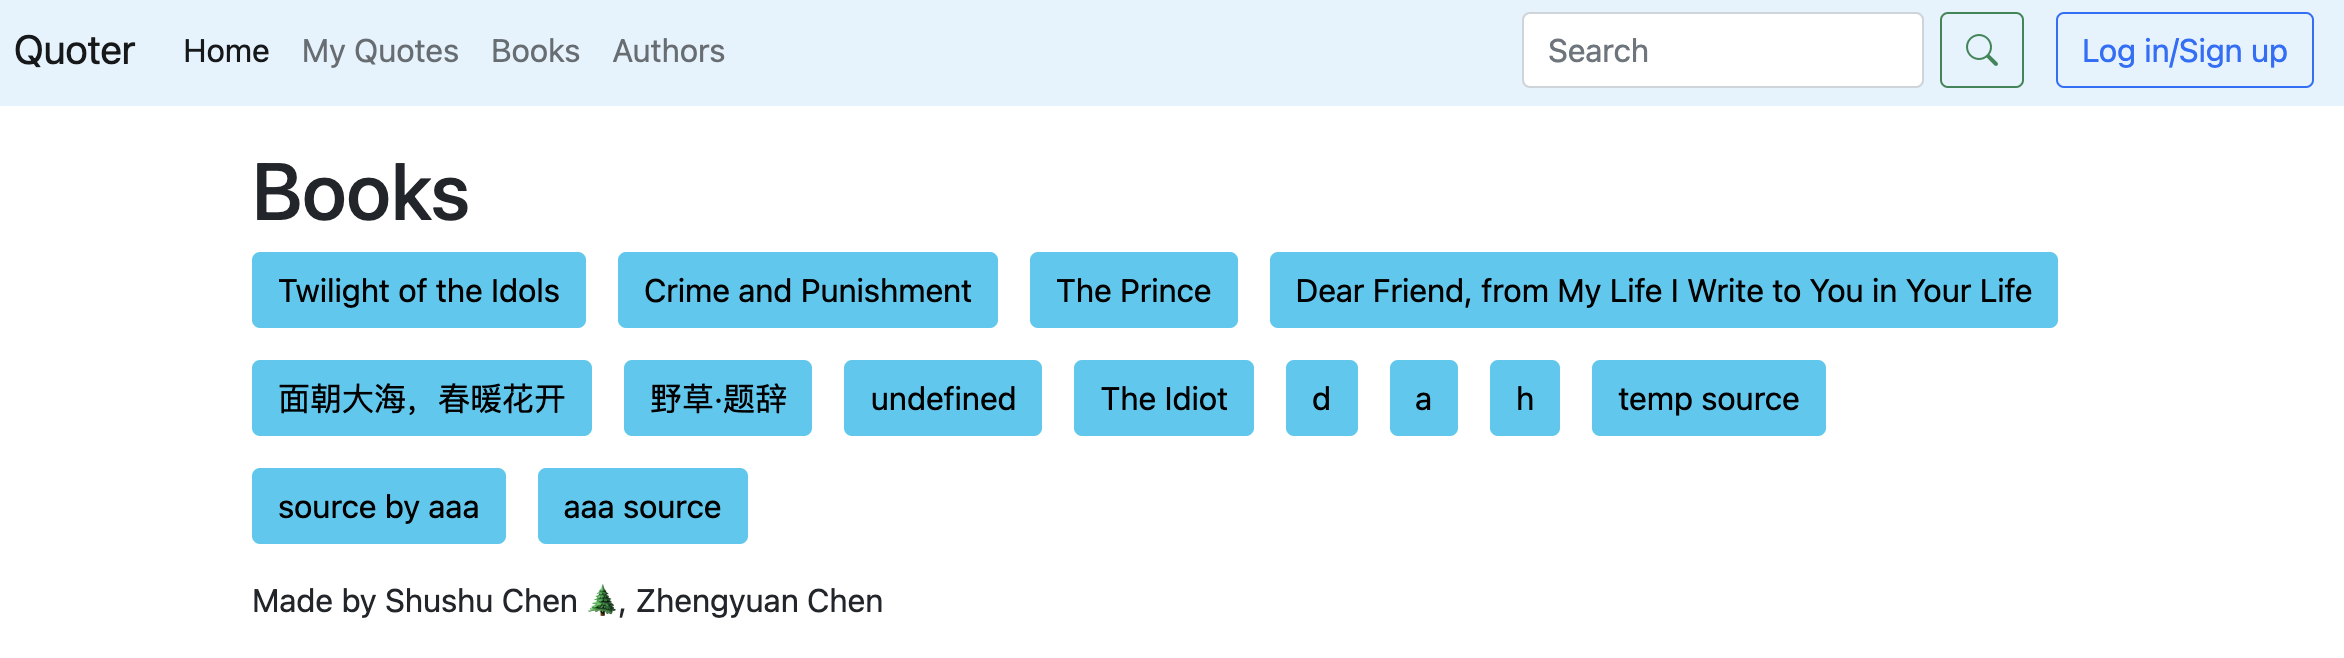 Quoter Home My Quotes Books Authors Search Log in/Sign up
Books
Twilight of the Idols Crime and Punishment The Prince Dear Friend, from My Life I Write to You in Your Life
面朝大海，春暖花开 野草·题辞 undefined The Idiot d a h temp source
source by aaa aaa source
Made by Shushu Chen 🌲, Zhengyuan Chen